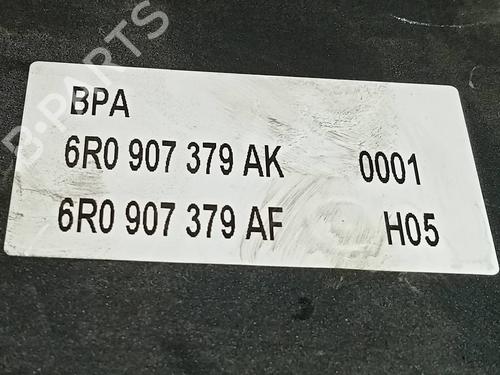 B-PARTS
BPA
6R0 907 379 AK 0001
6R0 907 379 AF H05